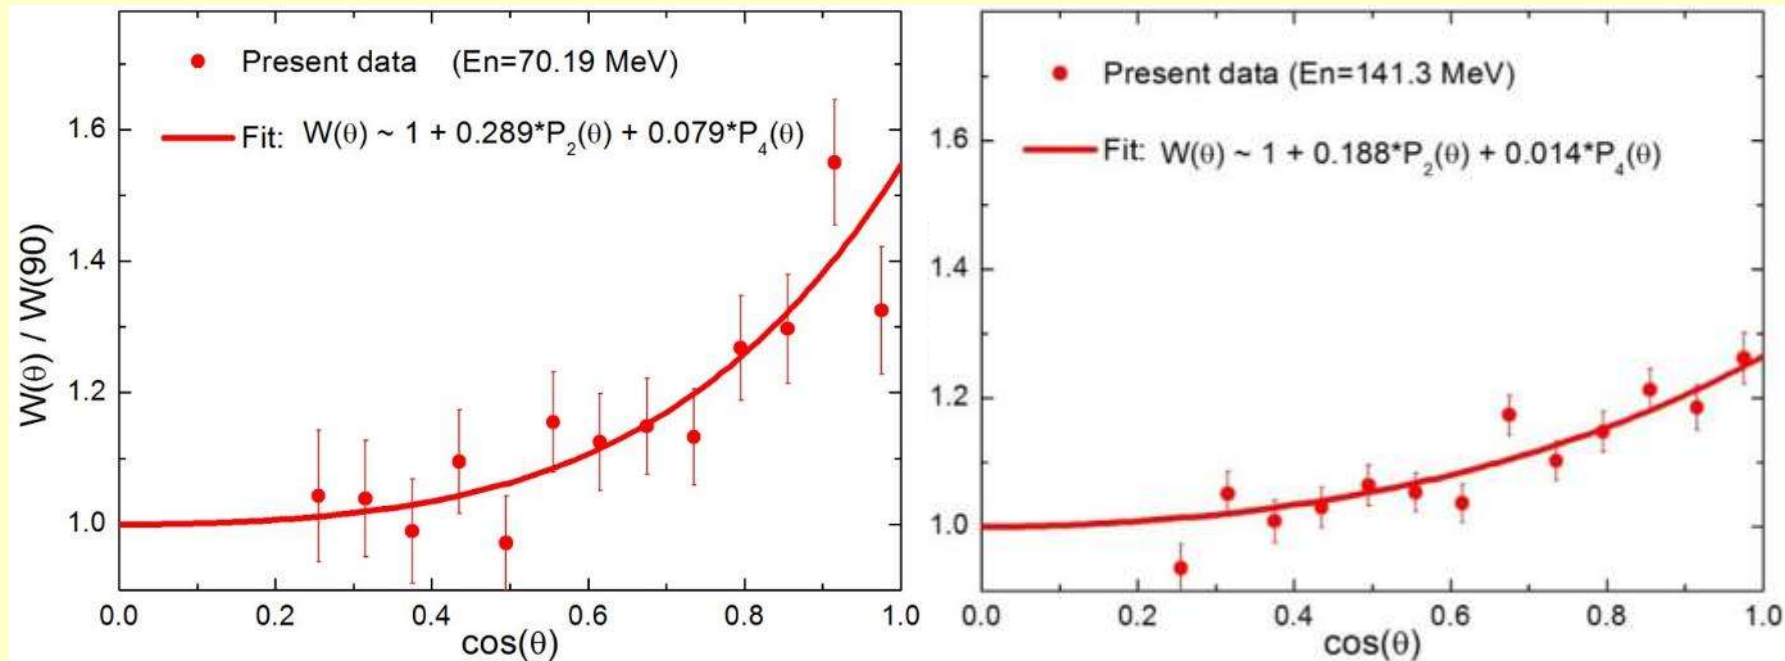 Present data (En=70.19 MeV)
Fit: W(θ) ~ 1 + 0.289*P₂(θ) + 0.079*P₄(θ)
W(θ) / W(90)
1.6
1.4
1.2
1.0
0.0 0.2 0.4 0.6 0.8 1.0
cos(θ)
Present data (En=141.3 MeV)
Fit: W(θ) ~ 1 + 0.188*P₂(θ) + 0.014*P₄(θ)
1.6
1.4
1.2
1.0
0.0 0.2 0.4 0.6 0.8 1.0
cos(θ)